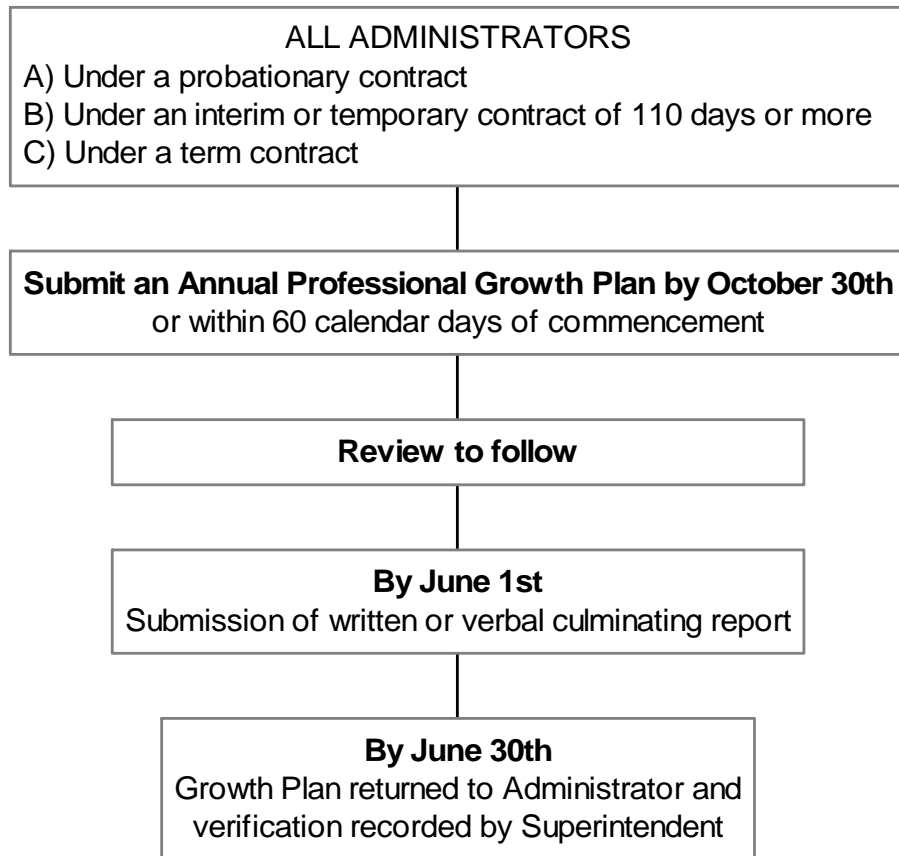 ALL ADMINISTRATORS
A) Under a probationary contract
B) Under an interim or temporary contract of 110 days or more
C) Under a term contract
Submit an Annual Professional Growth Plan by October 30th
or within 60 calendar days of commencement
Review to follow
By June 1st
Submission of written or verbal culminating report
By June 30th
Growth Plan returned to Administrator and
verification recorded by Superintendent